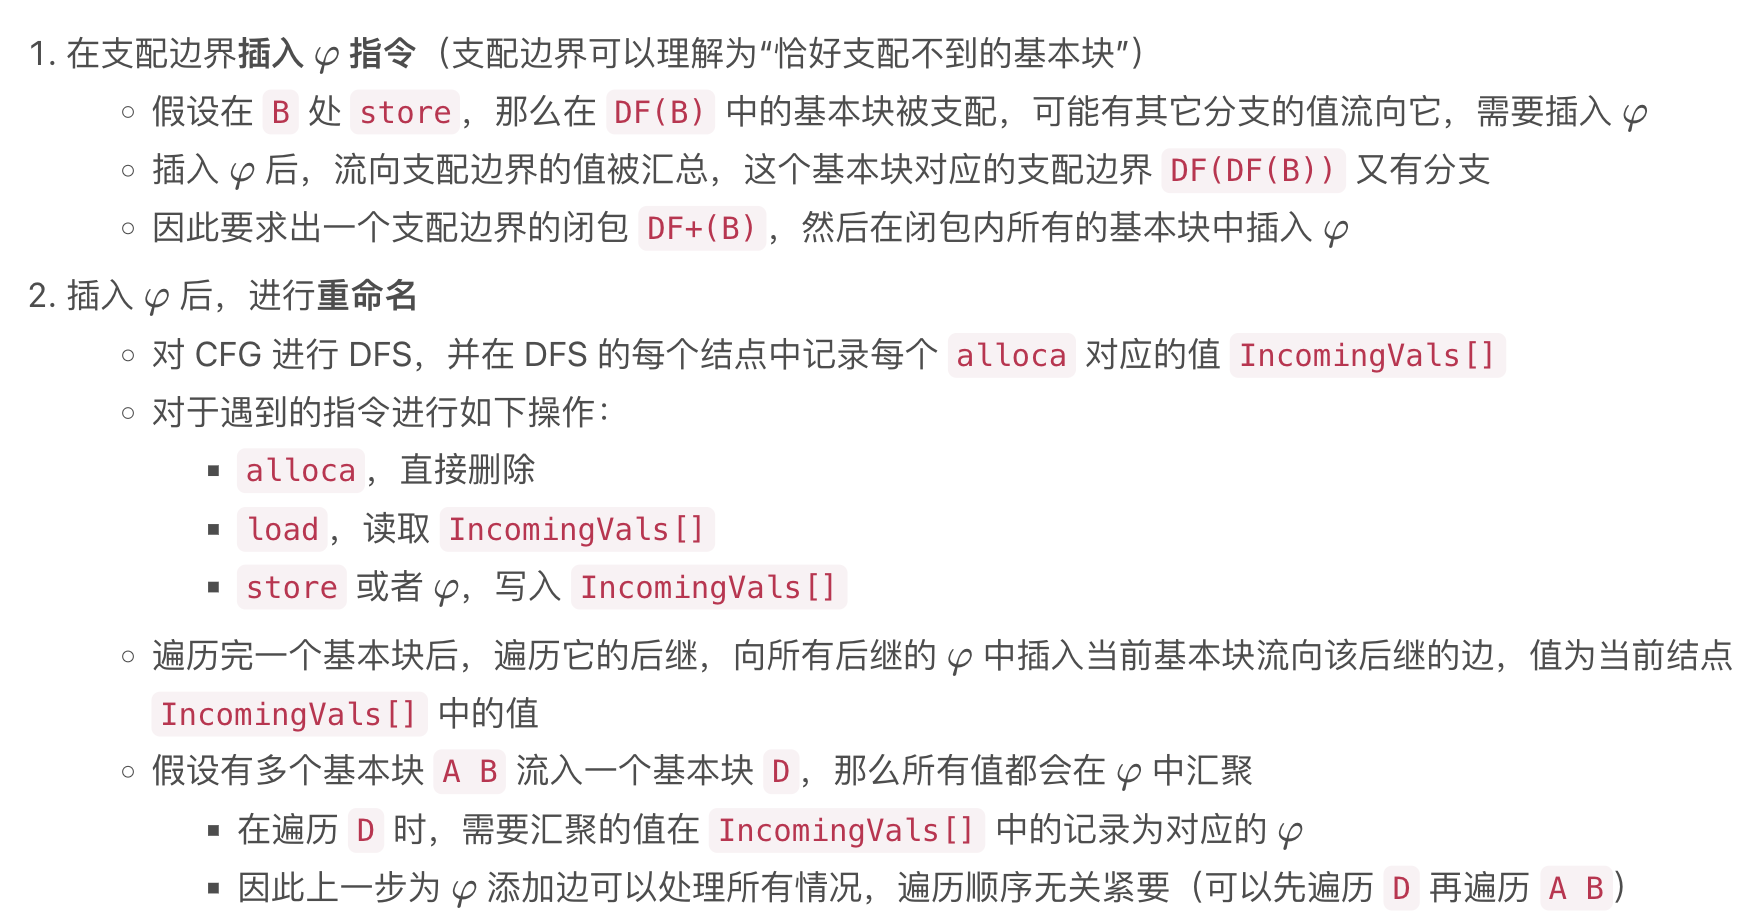 1. 在支配边界插入 φ 指令（支配边界可以理解为“恰好支配不到的基本块”）
○ 假设在 B 处 store，那么在 DF(B) 中的基本块被支配，可能有其它分支的值流向它，需要插入 φ
○ 插入 φ 后，流向支配边界的值被汇总，这个基本块对应的支配边界 DF(DF(B)) 又有分支
○ 因此要求出一个支配边界的闭包 DF+(B)，然后在闭包内所有的基本块中插入 φ
2. 插入 φ 后，进行重命名
○ 对 CFG 进行 DFS，并在 DFS 的每个结点中记录每个 alloca 对应的值 IncomingVals[]
○ 对于遇到的指令进行如下操作：
■ alloca，直接删除
■ load，读取 IncomingVals[]
■ store 或者 φ，写入 IncomingVals[]
○ 遍历完一个基本块后，遍历它的后继，向所有后继的 φ 中插入当前基本块流向该后继的边，值为当前结点
IncomingVals[] 中的值
○ 假设有多个基本块 A B 流入一个基本块 D，那么所有值都会在 φ 中汇聚
■ 在遍历 D 时，需要汇聚的值在 IncomingVals[] 中的记录为对应的 φ
■ 因此上一步为 φ 添加边可以处理所有情况，遍历顺序无关紧要（可以先遍历 D 再遍历 A B）